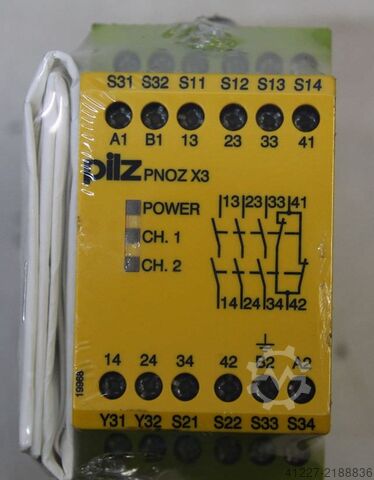 S31 S32 S11 S12 S13 S14
A1 B1 13 23 33 41
pilz PNOZ X3
POWER
CH. 1
CH. 2
13 23 33 41
14 24 34 42
14 24 34 42 B2 A2
19968
Y31 Y32 S21 S22 S33 S34
41227-2188836